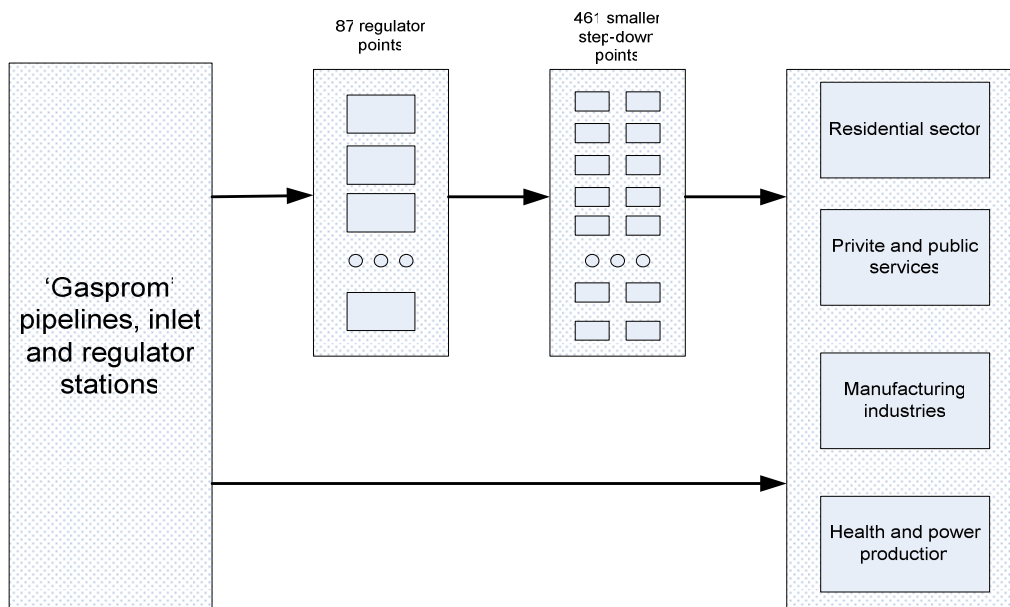 87 regulator
points
461 smaller
step-down
points
'Gasprom'
pipelines, inlet
and regulator
stations
Residential sector
Privite and public
services
Manufacturing
industries
Health and power
production